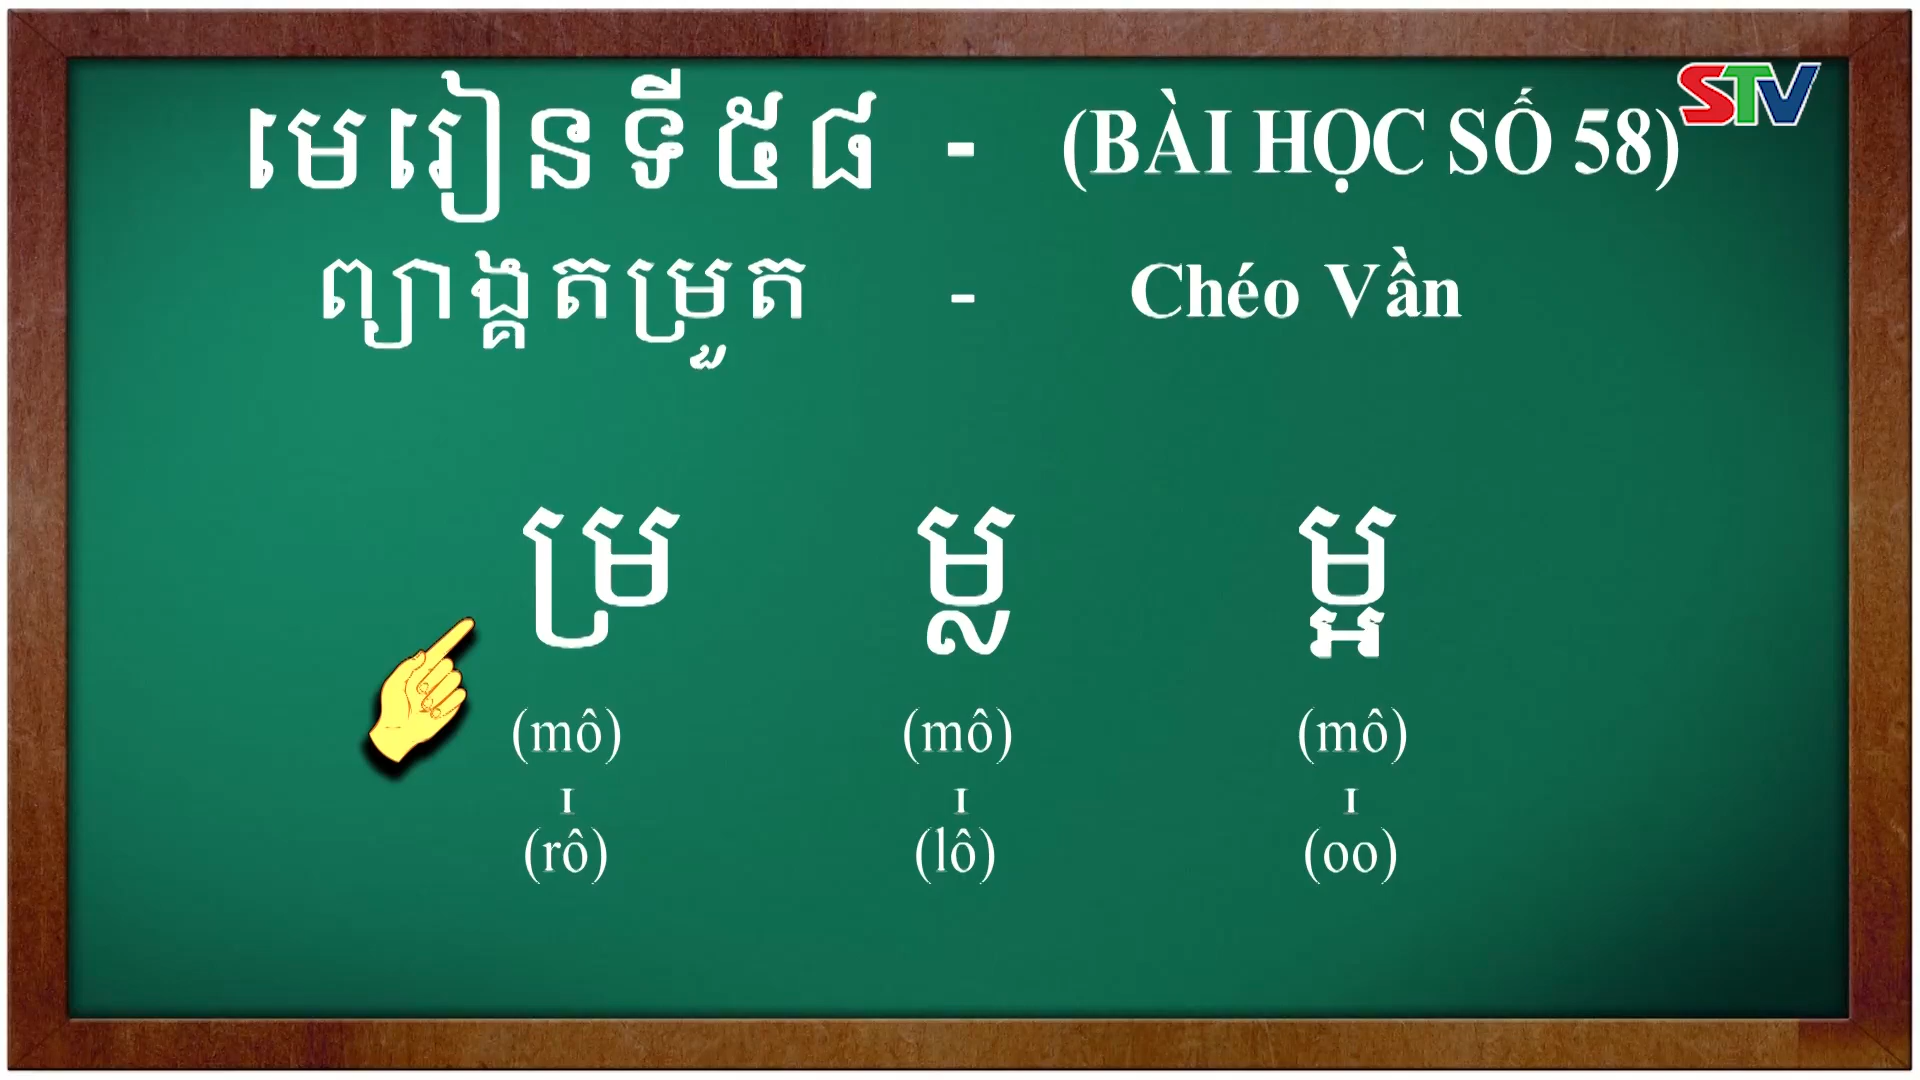 មេរៀនទី៥៨ - (BÀI HỌC SỐ 58)
STV
ព្យាង្គតម្រួត - Chéo Vần
ម្រ ម្ល ម្អ
(mô) (mô) (mô)
I I I
(rô) (lô) (oo)